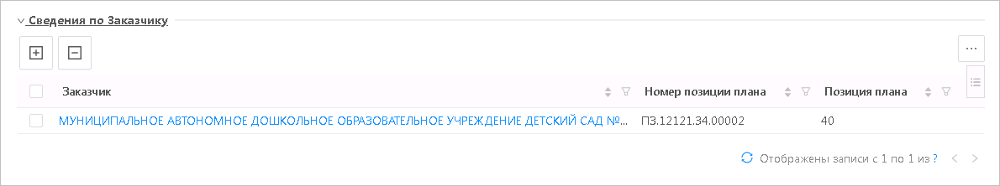 Сведения по Заказчику
Заказчик Номер позиции плана Позиция плана
МУНИЦИПАЛЬНОЕ АВТОНОМНОЕ ДОШКОЛЬНОЕ ОБРАЗОВАТЕЛЬНОЕ УЧРЕЖДЕНИЕ ДЕТСКИЙ САД №... ПЗ.12121.34.00002 40
Отображены записи с 1 по 1 из ?